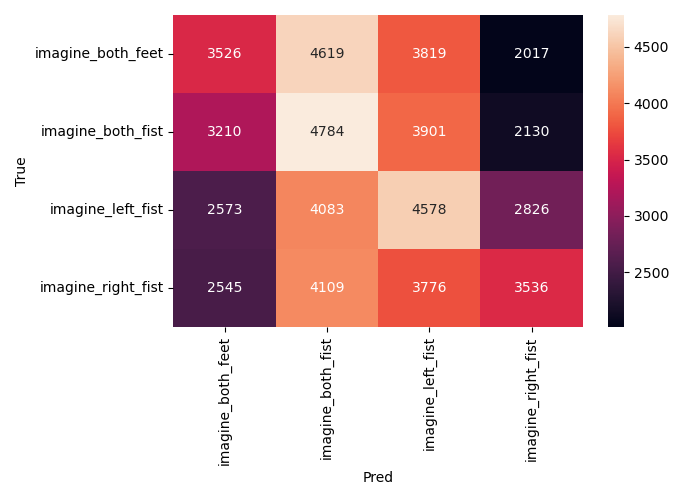 imagine_both_feet 3526 4619 3819 2017
imagine_both_fist 3210 4784 3901 2130
imagine_left_fist 2573 4083 4578 2826
imagine_right_fist 2545 4109 3776 3536
True
imagine_both_feet
imagine_both_fist
imagine_left_fist
imagine_right_fist
Pred
4500
4000
3500
3000
2500